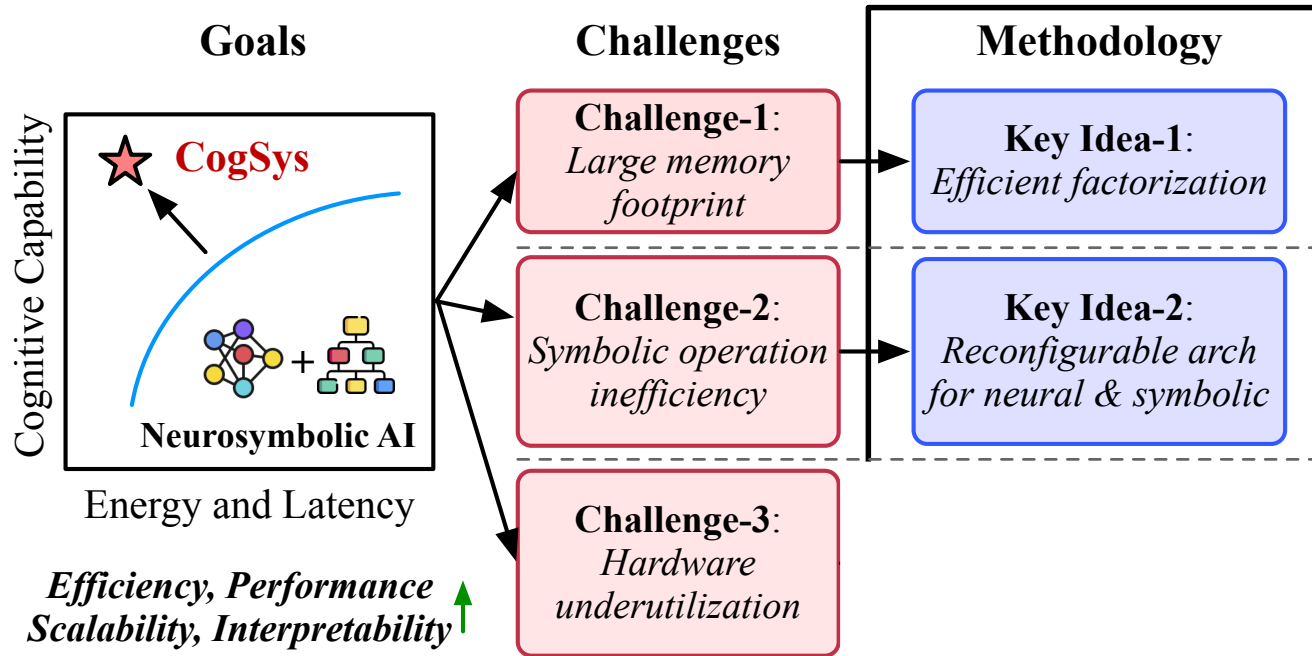 Goals
Challenges
Methodology
Cognitive Capability
CogSys
+
Neurosymbolic AI
Energy and Latency
Efficiency, Performance
Scalability, Interpretability
Challenge-1:
Large memory
footprint
Key Idea-1:
Efficient factorization
Challenge-2:
Symbolic operation
inefficiency
Key Idea-2:
Reconfigurable arch
for neural & symbolic
Challenge-3:
Hardware
underutilization